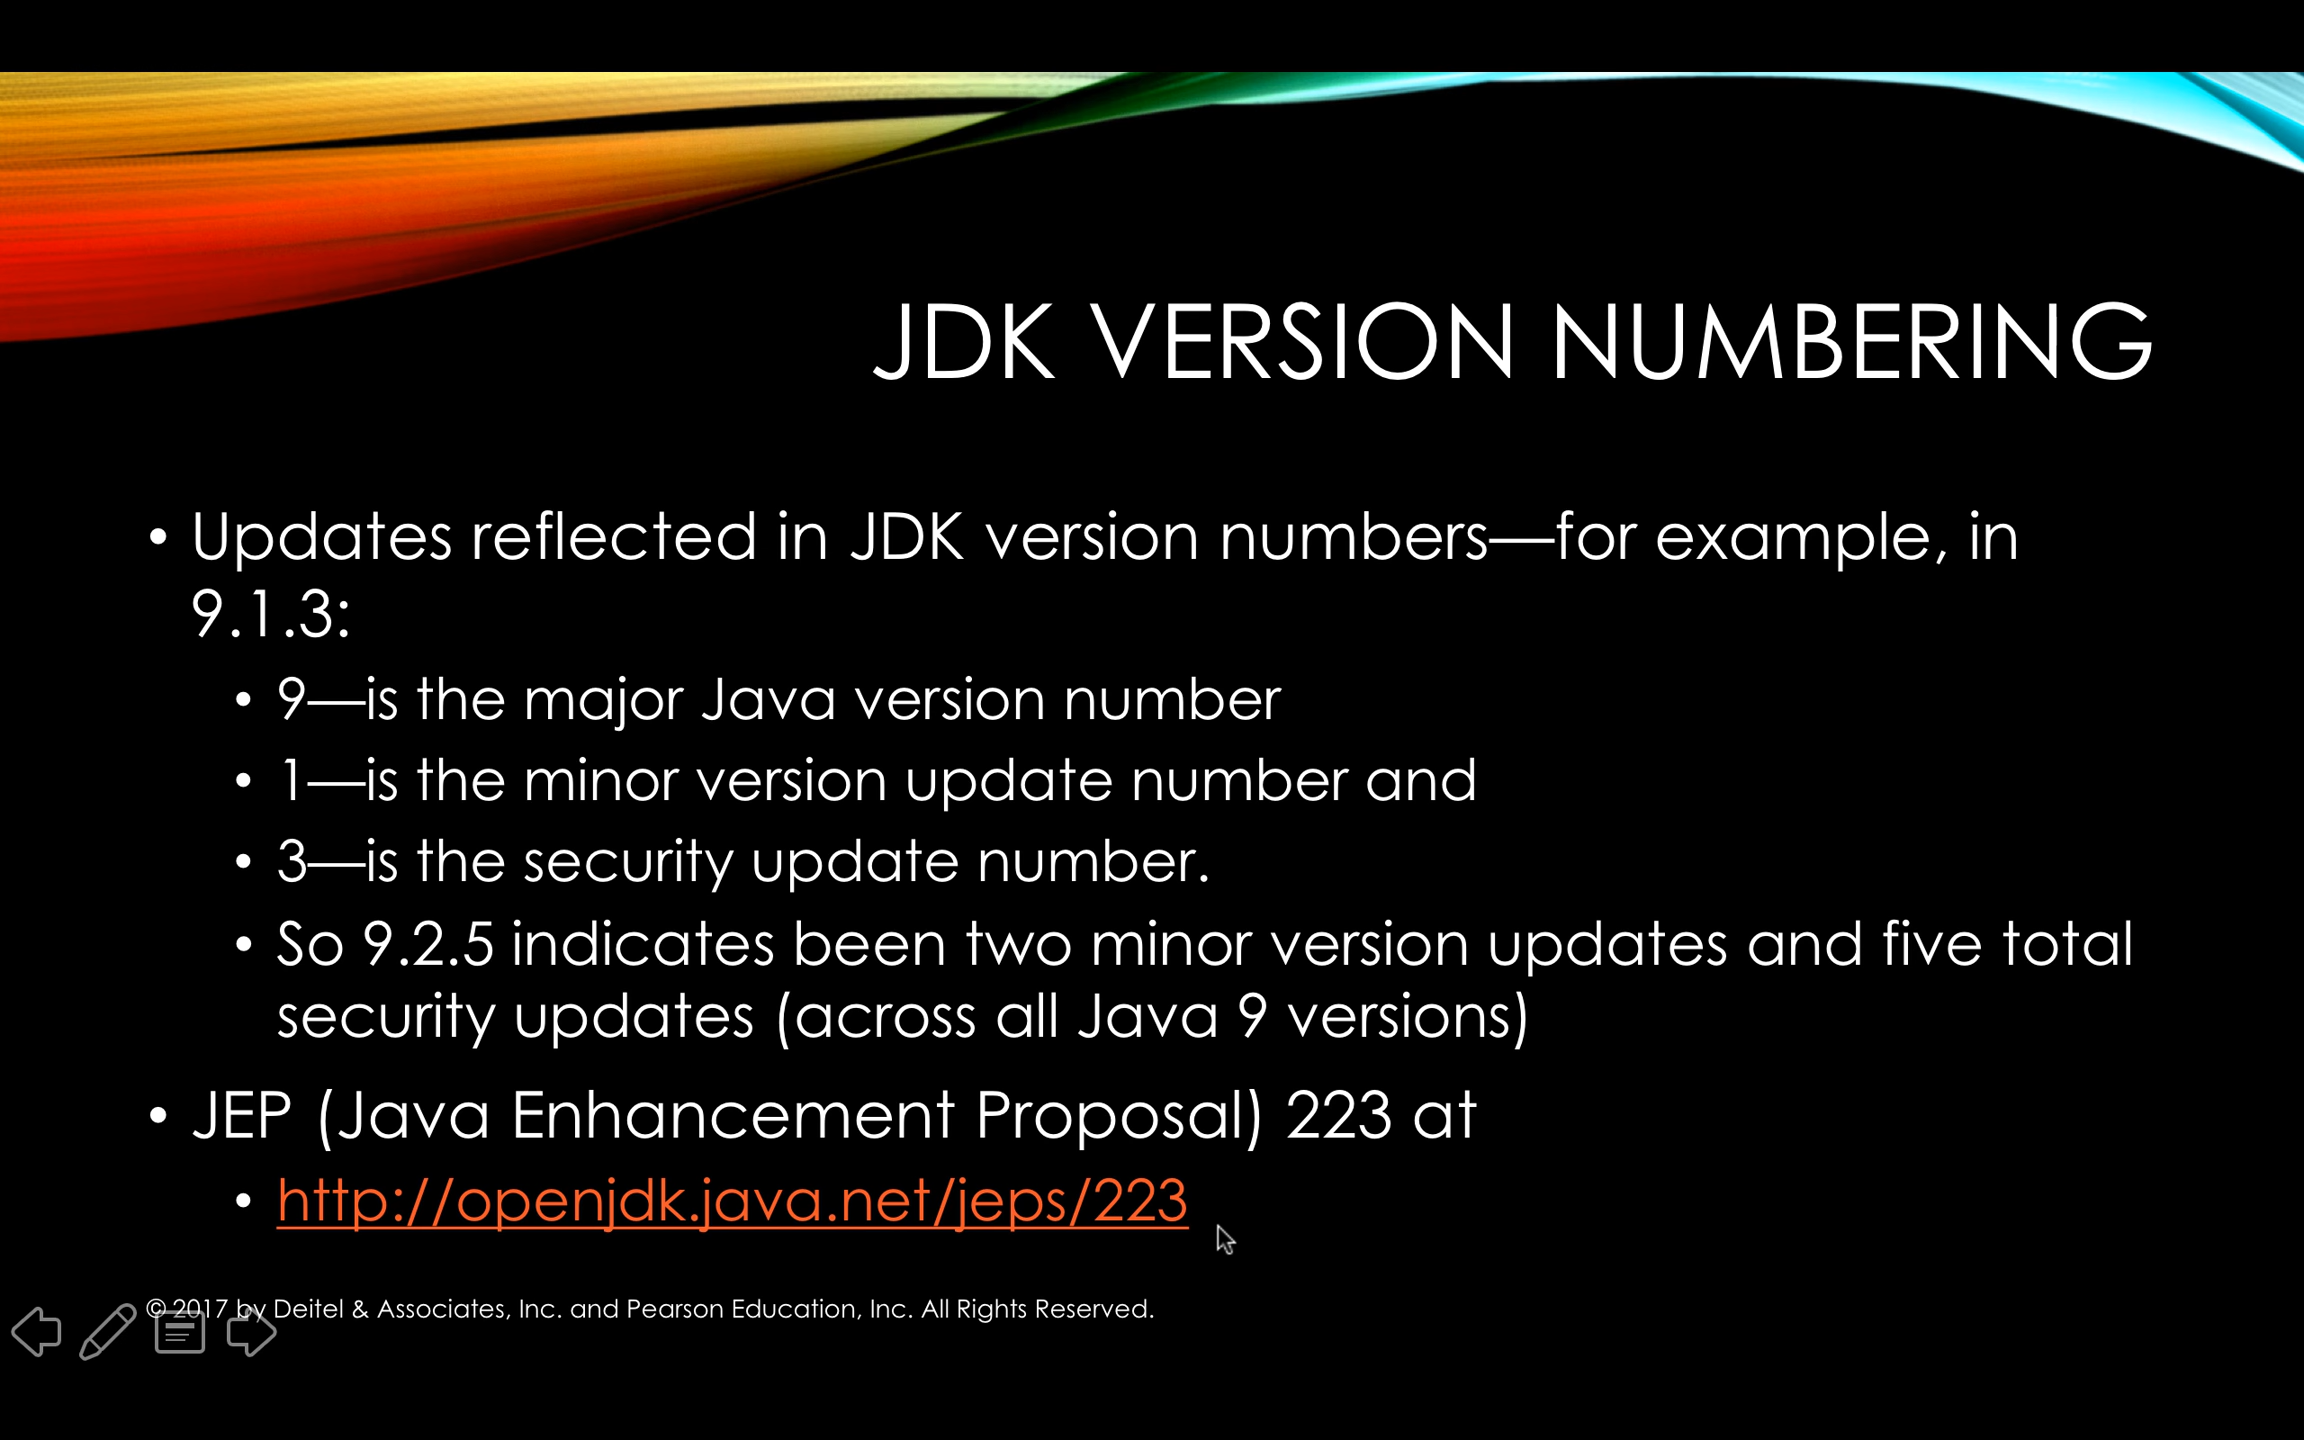 JDK VERSION NUMBERING
• Updates reflected in JDK version numbers—for example, in
9.1.3:
• 9—is the major Java version number
• 1—is the minor version update number and
• 3—is the security update number.
• So 9.2.5 indicates been two minor version updates and five total
security updates (across all Java 9 versions)
• JEP (Java Enhancement Proposal) 223 at
• http://openjdk.java.net/jeps/223
© 2017 by Deitel & Associates, Inc. and Pearson Education, Inc. All Rights Reserved.